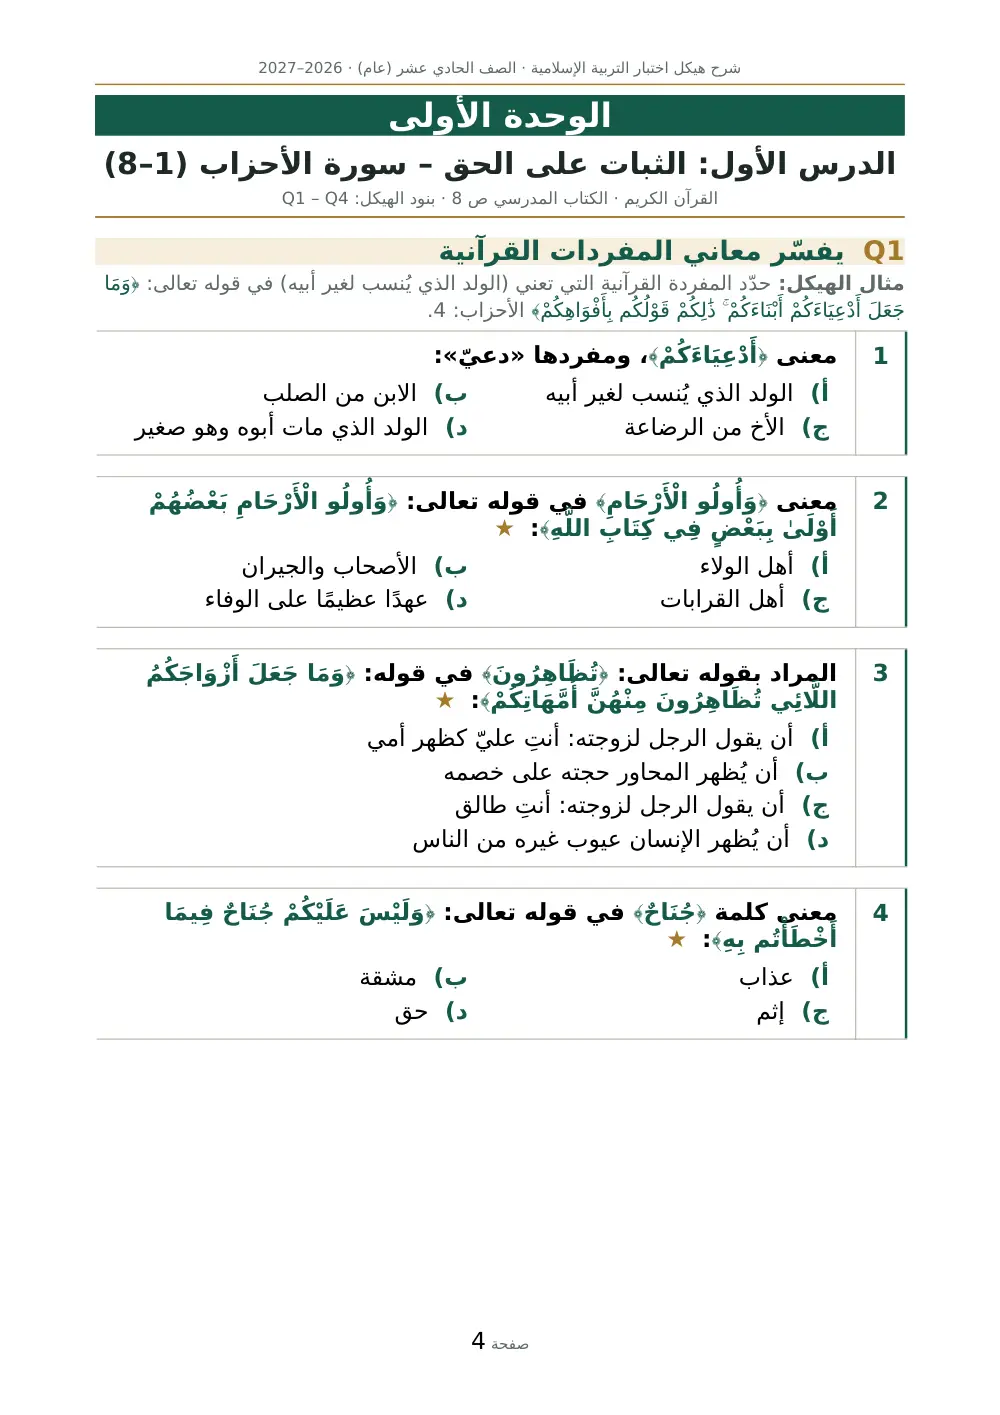 شرح هيكل اختبار التربية الإسلامية · الصف الحادي عشر (عام) · 2026–2027
الوحدة الأولى
الدرس الأول: الثبات على الحق – سورة الأحزاب (1–8)
القرآن الكريم · الكتاب المدرسي ص 8 · بنود الهيكل: Q1 – Q4
Q1 يفسّر معاني المفردات القرآنية
مثال الهيكل: حدّد المفردة القرآنية التي تعني (الولد الذي يُنسب لغير أبيه) في قوله تعالى: ﴿وَمَا
جَعَلَ أَدْعِيَاءَكُمْ أَبْنَاءَكُمْ ۚ ذَٰلِكُمْ قَوْلُكُم بِأَفْوَاهِكُمْ﴾ الأحزاب: 4.
1 معنى ﴿أَدْعِيَاءَكُمْ﴾، ومفردها «دعيّ»:
أ) الولد الذي يُنسب لغير أبيه ب) الابن من الصلب
ج) الأخ من الرضاعة د) الولد الذي مات أبوه وهو صغير
2 معنى ﴿وَأُولُو الْأَرْحَامِ﴾ في قوله تعالى: ﴿وَأُولُو الْأَرْحَامِ بَعْضُهُمْ
أَوْلَىٰ بِبَعْضٍ فِي كِتَابِ اللَّهِ﴾: ★
أ) أهل الولاء ب) الأصحاب والجيران
ج) أهل القرابات د) عهدًا عظيمًا على الوفاء
3 المراد بقوله تعالى: ﴿تُظَاهِرُونَ﴾ في قوله: ﴿وَمَا جَعَلَ أَزْوَاجَكُمُ
اللَّائِي تُظَاهِرُونَ مِنْهُنَّ أُمَّهَاتِكُمْ﴾: ★
أ) أن يقول الرجل لزوجته: أنتِ عليّ كظهر أمي
ب) أن يُظهر المحاور حجته على خصمه
ج) أن يقول الرجل لزوجته: أنتِ طالق
د) أن يُظهر الإنسان عيوب غيره من الناس
4 معنى كلمة ﴿جُنَاحٌ﴾ في قوله تعالى: ﴿وَلَيْسَ عَلَيْكُمْ جُنَاحٌ فِيمَا
أَخْطَأْتُم بِهِ﴾: ★
أ) عذاب ب) مشقة
ج) إثم د) حق
صفحة 4